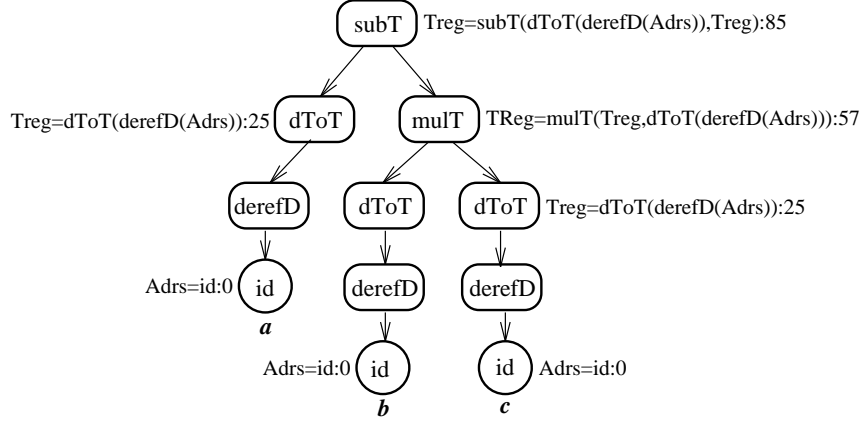 subT Treg=subT(dToT(derefD(Adrs)),Treg):85
Treg=dToT(derefD(Adrs)):25 dToT mulT TReg=mulT(Treg,dToT(derefD(Adrs))):57
derefD dToT dToT Treg=dToT(derefD(Adrs)):25
Adrs=id:0 id derefD derefD
a
Adrs=id:0 id id Adrs=id:0
b c